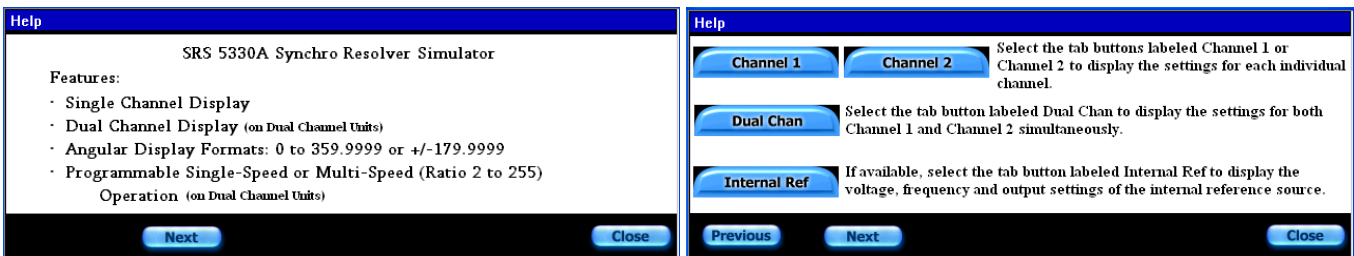 Help
SRS 5330A Synchro Resolver Simulator
Features:
· Single Channel Display
· Dual Channel Display (on Dual Channel Units)
· Angular Display Formats: 0 to 359.9999 or +/-179.9999
· Programmable Single-Speed or Multi-Speed (Ratio 2 to 255)
Operation (on Dual Channel Units)
Next
Close
Help
Channel 1
Channel 2
Select the tab buttons labeled Channel 1 or
Channel 2 to display the settings for each individual
channel.
Dual Chan
Select the tab button labeled Dual Chan to display the settings for both
Channel 1 and Channel 2 simultaneously.
Internal Ref
If available, select the tab button labeled Internal Ref to display the
voltage, frequency and output settings of the internal reference source.
Previous
Next
Close